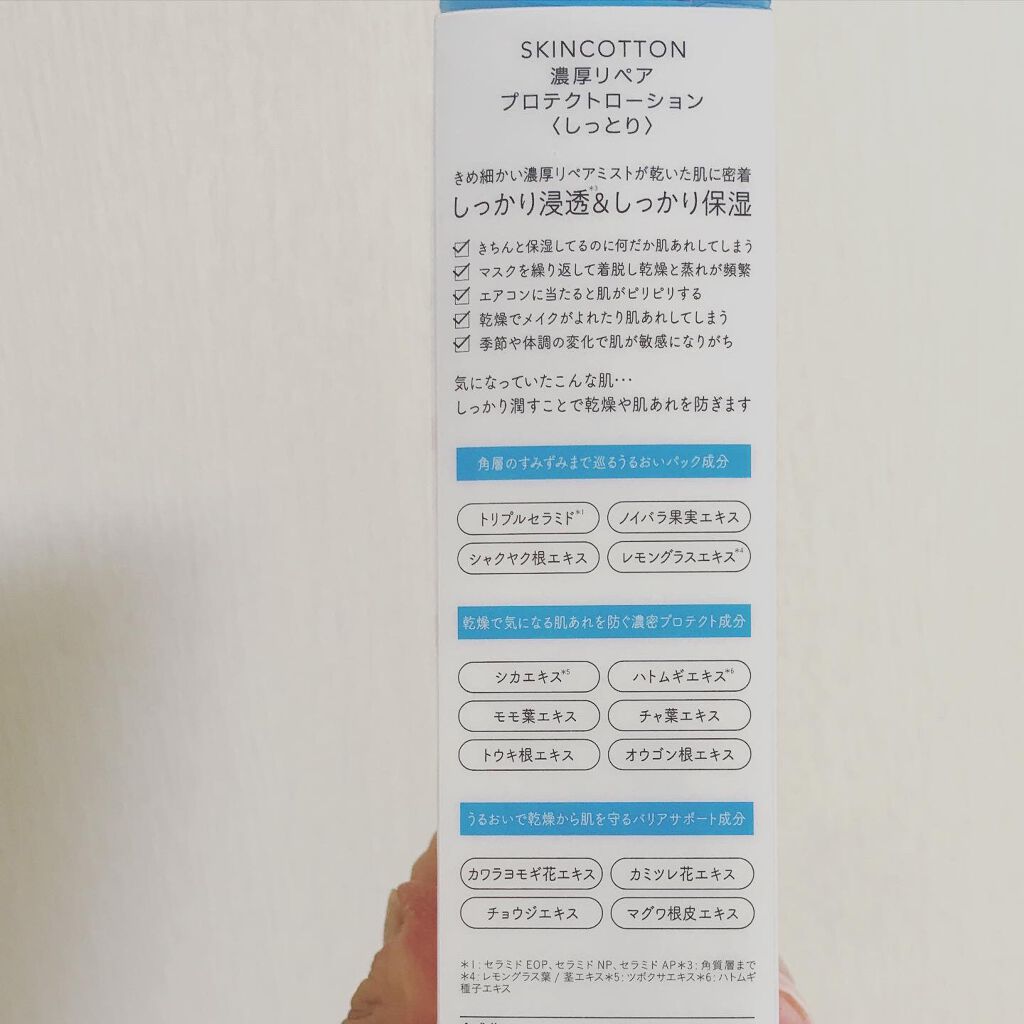 SKINCOTTON
濃厚リペア
プロテクトローション
〈しっとり〉
きめ細かい濃厚リペアミストが乾いた肌に密着
しっかり浸透*3&しっかり保湿
きちんと保湿してるのに何だか肌あれしてしまう
マスクを繰り返して着脱し乾燥と蒸れが頻繁
エアコンに当たると肌がピリピリする
乾燥でメイクがよれたり肌あれしてしまう
季節や体調の変化で肌が敏感になりがち
気になっていたこんな肌…
しっかり潤すことで乾燥や肌あれを防ぎます
角層のすみずみまで巡るうるおいパック成分
トリプルセラミド*1 ノイバラ果実エキス
シャクヤク根エキス レモングラスエキス*4
乾燥で気になる肌あれを防ぐ濃密プロテクト成分
シカエキス*5 ハトムギエキス*6
モモ葉エキス チャ葉エキス
トウキ根エキス オウゴン根エキス
うるおいで乾燥から肌を守るバリアサポート成分
カワラヨモギ花エキス カミツレ花エキス
チョウジエキス マグワ根皮エキス
*1:セラミドEOP、セラミドNP、セラミドAP*3:角質層まで
*4:レモングラス葉/茎エキス*5:ツボクサエキス*6:ハトムギ
種子エキス